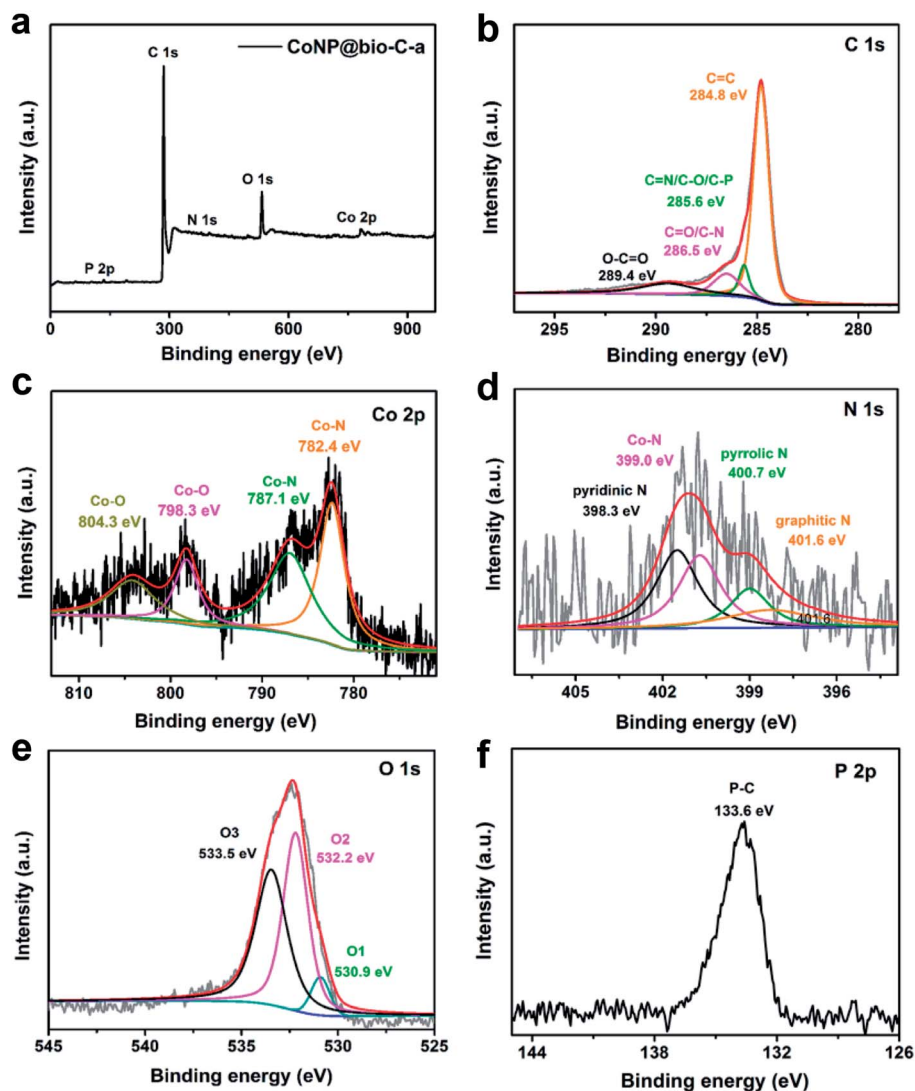 a
CoNP@bio-C-a
C 1s
O 1s
N 1s
Co 2p
P 2p
Intensity (a.u.)
0 300 600 900
Binding energy (eV)
b
C 1s
C=C
284.8 eV
C=N/C-O/C-P
285.6 eV
C=O/C-N
286.5 eV
O-C=O
289.4 eV
Intensity (a.u.)
295 290 285 280
Binding energy (eV)
c
Co 2p
Co-N
782.4 eV
Co-N
787.1 eV
Co-O
798.3 eV
Co-O
804.3 eV
Intensity (a.u.)
810 800 790 780
Binding energy (eV)
d
N 1s
Co-N
399.0 eV
pyrrolic N
400.7 eV
pyridinic N
398.3 eV
graphitic N
401.6 eV
401.6
Intensity (a.u.)
405 402 399 396
Binding energy (eV)
e
O 1s
O3
533.5 eV
O2
532.2 eV
O1
530.9 eV
Intensity (a.u.)
545 540 535 530 525
Binding energy (eV)
f
P 2p
P-C
133.6 eV
Intensity (a.u.)
144 138 132 126
Binding energy (eV)